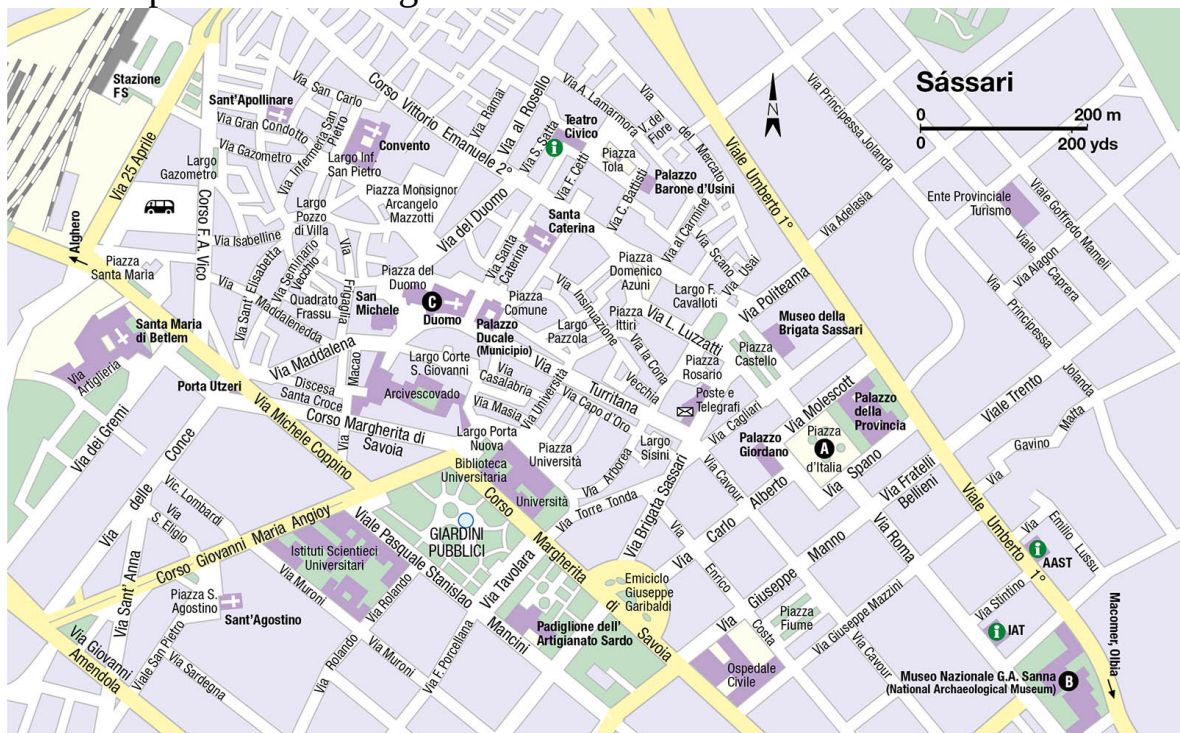 Sássari
0 200 m
0 200 yds
N
Stazione
FS
Via 25 Aprile
Alghero
Piazza
Santa Maria
Largo
Gazometro
Corso F. A. Vico
Sant'Apollinare
Via San Carlo
Via Gran Condotto
Via Gazometro
Via Infermeria San
Pietro
Convento
Largo Inf.
San Pietro
Corso Vittorio Emanuele 2°
Via Ramai
Via al Rosello
Via A. Lamarmora
Via S. Satta
Teatro
Civico
Via F. Cetti
Piazza
Tola
V. dei
Fiore
Via del Mercato
Palazzo
Barone d'Usini
Via C. Battisti
Via al Carmine
Via Scano
Via Usai
Viale Umberto 1°
Via Principessa Jolanda
Via Adelasia
Ente Provinciale
Turismo
Viale Goffredo Mameli
Via Alagon
Viale Caprera
Via Principessa
Jolanda
Viale Trento
Via Gavino Matta
Piazza Monsignor
Arcangelo
Mazzotti
Via del Duomo
Largo
Pozzo
di Villa
Via Isabelline
Via Sant' Elisabetta
Via Seminario
Vecchio
Via Maddalenedda
Quadrato
Frassu
Via Frigaglia
Piazza del
Duomo
San
Michele
C
Duomo
Santa
Caterina
Via Santa
Caterina
Palazzo
Ducale
(Municipio)
Piazza
Comune
Largo
Pazzola
Via Insinuazione
Piazza
Domenico
Azuni
Piazza
Ittiri
Largo F.
Cavalloti
Via L. Luzzatti
Via Politeama
Museo della
Brigata Sassari
Piazza
Castello
Piazza
Rosario
Via la Cona
Vecchia
Poste e
Telegrafi
Via Cagliari
Via Molescott
Palazzo
della
Provincla
Palazzo
Giordano
Piazza
A
d'Italia
Via Spano
Via Fratelli
Bellieni
Santa Maria
di Betlem
Via
Artiglieria
Porta Utzeri
Via Maddalena
Discesa
Santa Croce
Via Macao
Largo Corte
S. Giovanni
Arcivescovado
Via
Casalabria
Via Masia
Via Università
Via Turritana
Via Capo d'Oro
Largo
Sisini
Corso Margherita di
Savoia
Via Michele Coppino
Largo Porta
Nuova
Biblioteca
Universitaria
Piazza
Università
Università
Via Arborea
Via Torre Tonda
Via Brigata Sassari
Via Cavour
Via Carlo Alberto
Via Enrico Costa
Via Giuseppe Manno
Via Roma
Via Giuseppe Mazzini
Via Cavour
Via dei Gremi
Via delle Conce
Vic. Lombardi
Via S. Eligio
Via Sant' Anna
Corso Giovanni Maria Angioy
Istituti Scientieci
Universitari
Via Muroni
Viale Pasquale Stanislao
Mancini
Via Rolando
GIARDINI
PUBBLICI
Corso Margherita di Savoia
Via Tavolara
Padiglione dell'
Artigianato Sardo
Emiciclo
Giuseppe
Garibaldi
Piazza
Fiume
Ospedale
Civile
Piazza S.
Agostino
Sant'Agostino
Viale San Pietro
Via Sardegna
Via Giovanni
Amendola
Via Rolando
Via Muroni
Via F. Porcellana
Viale Umberto 1°
Via Emilio Lussu
i
AAST
Via Stintino
i
IAT
Macomer, Olbia
Museo Nazionale G.A. Sanna
(National Archaeological Museum)
B